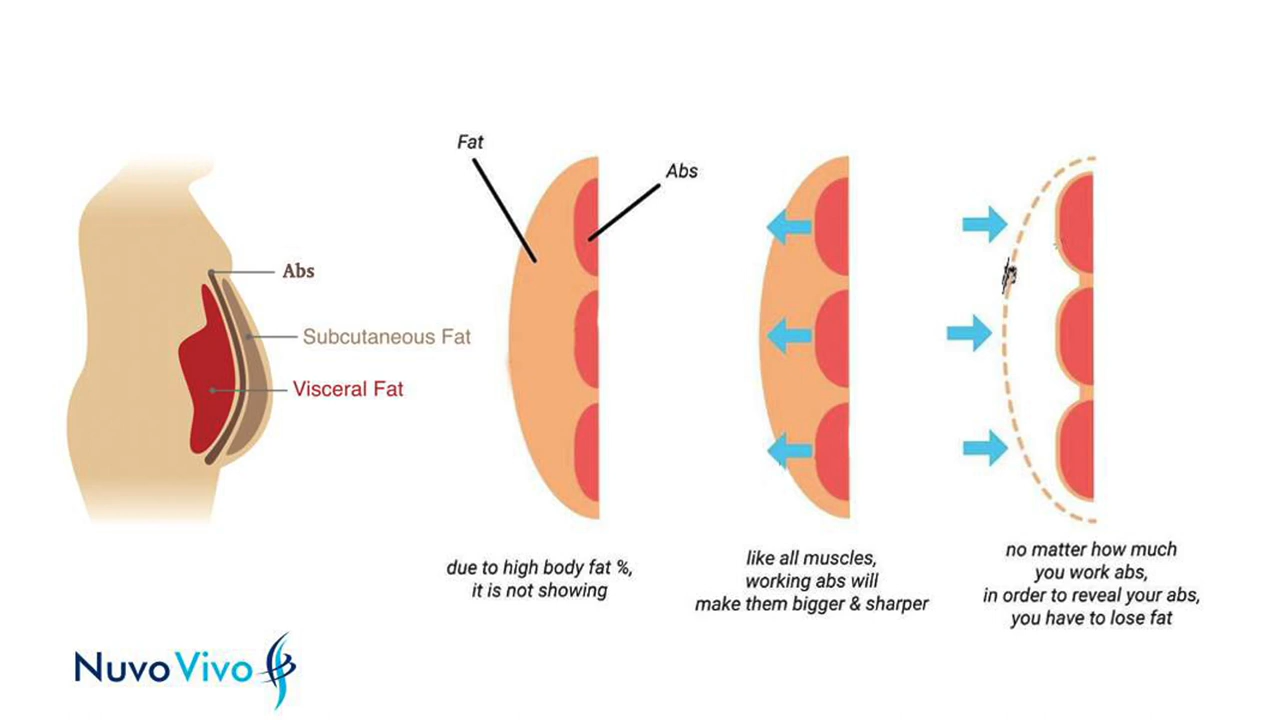 Fat
Abs
Abs
Subcutaneous Fat
Visceral Fat
due to high body fat %,
it is not showing
like all muscles,
working abs will
make them bigger & sharper
no matter how much
you work abs,
in order to reveal your abs,
you have to lose fat
Nuvo Vivo